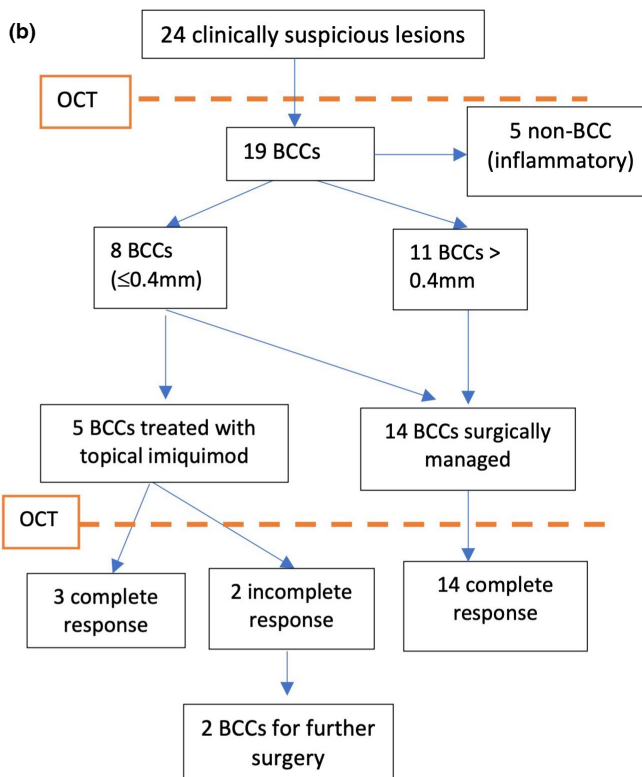 (b)
24 clinically suspicious lesions
OCT
19 BCCs
5 non-BCC
(inflammatory)
8 BCCs
(≤0.4mm)
11 BCCs >
0.4mm
5 BCCs treated with
topical imiquimod
14 BCCs surgically
managed
OCT
3 complete
response
2 incomplete
response
14 complete
response
2 BCCs for further
surgery